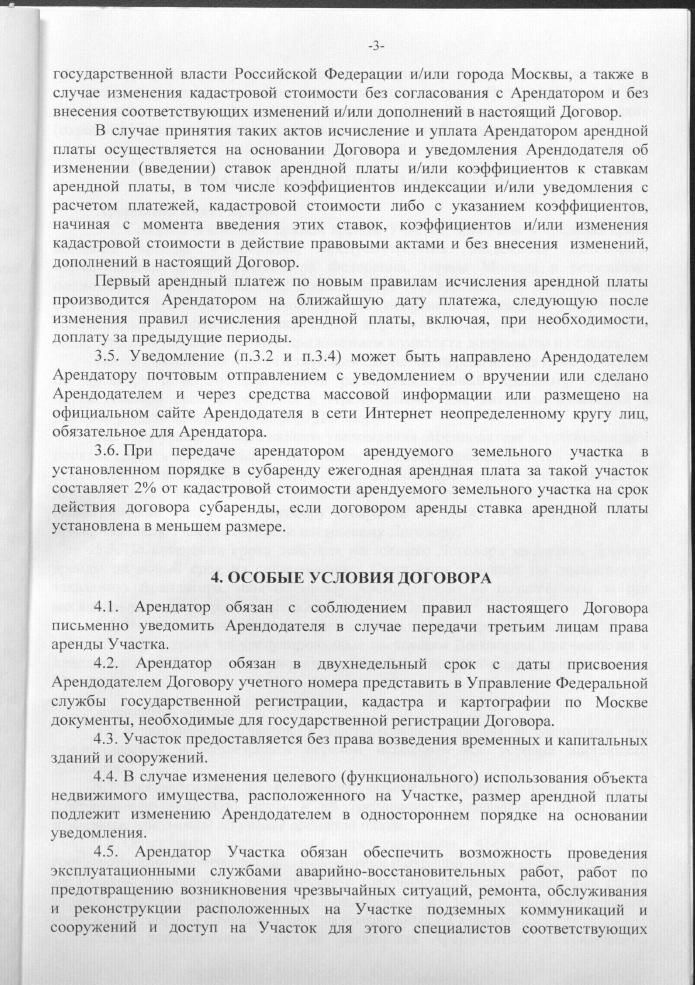 -3-
государственной власти Российской Федерации и/или города Москвы, а также в
случае изменения кадастровой стоимости без согласования с Арендатором и без
внесения соответствующих изменений и/или дополнений в настоящий Договор.
В случае принятия таких актов исчисление и уплата Арендатором арендной
платы осуществляется на основании Договора и уведомления Арендодателя об
изменении (введении) ставок арендной платы и/или коэффициентов к ставкам
арендной платы, в том числе коэффициентов индексации и/или уведомления с
расчетом платежей, кадастровой стоимости либо с указанием коэффициентов,
начиная с момента введения этих ставок, коэффициентов и/или изменения
кадастровой стоимости в действие правовыми актами и без внесения изменений,
дополнений в настоящий Договор.
Первый арендный платеж по новым правилам исчисления арендной платы
производится Арендатором на ближайшую дату платежа, следующую после
изменения правил исчисления арендной платы, включая, при необходимости,
доплату за предыдущие периоды.
3.5. Уведомление (п.3.2 и п.3.4) может быть направлено Арендодателем
Арендатору почтовым отправлением с уведомлением о вручении или сделано
Арендодателем и через средства массовой информации или размещено на
официальном сайте Арендодателя в сети Интернет неопределенному кругу лиц,
обязательное для Арендатора.
3.6. При передаче арендатором арендуемого земельного участка в
установленном порядке в субаренду ежегодная арендная плата за такой участок
составляет 2% от кадастровой стоимости арендуемого земельного участка на срок
действия договора субаренды, если договором аренды ставка арендной платы
установлена в меньшем размере.
4. ОСОБЫЕ УСЛОВИЯ ДОГОВОРА
4.1. Арендатор обязан с соблюдением правил настоящего Договора
письменно уведомить Арендодателя в случае передачи третьим лицам права
аренды Участка.
4.2. Арендатор обязан в двухнедельный срок с даты присвоения
Арендодателем Договору учетного номера представить в Управление Федеральной
службы государственной регистрации, кадастра и картографии по Москве
документы, необходимые для государственной регистрации Договора.
4.3. Участок предоставляется без права возведения временных и капитальных
зданий и сооружений.
4.4. В случае изменения целевого (функционального) использования объекта
недвижимого имущества, расположенного на Участке, размер арендной платы
подлежит изменению Арендодателем в одностороннем порядке на основании
уведомления.
4.5. Арендатор Участка обязан обеспечить возможность проведения
эксплуатационными службами аварийно-восстановительных работ, работ по
предотвращению возникновения чрезвычайных ситуаций, ремонта, обслуживания
и реконструкции расположенных на Участке подземных коммуникаций и
сооружений и доступ на Участок для этого специалистов соответствующих